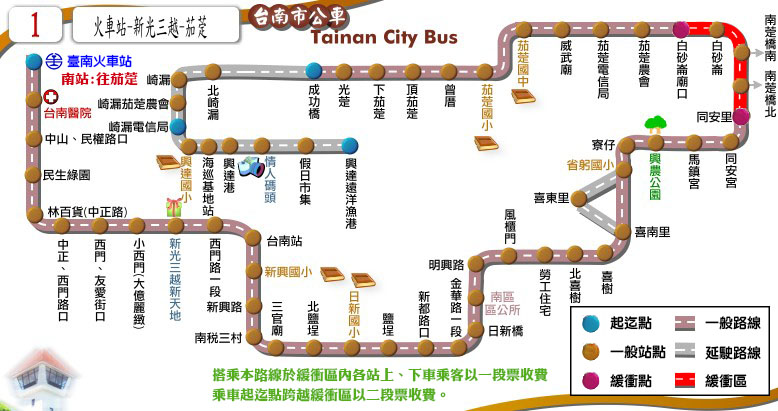 1
火車站-新光三越-茄萣
台南市公車
Tainan City Bus
臺南火車站
南站:往茄萣
台南醫院
中山、民權路口
民生綠園
林百貨(中正路)
中正、西門路口
西門、友愛街口
小西門(大億麗緻)
新光三越新天地
西門路一段
台南站
新興國小
新興路
南税三村
三官廟
北鹽埕
日新國小
鹽埕
新都路口
金華路一段
日新橋
南區區公所
明興路
風櫃門
勞工住宅
北喜樹
喜樹
喜南里
喜東里
省躬國小
寮仔
興農公園
馬鎮宮
同安宮
同安里
南萣橋北
南萣橋南
白砂崙
白砂崙廟口
茄萣農會
茄萣電信局
威武廟
茄萣國中
茄萣國小
曾厝
頂茄萣
下茄萣
光萣
成功橋
北崎漏
崎漏
崎漏茄萣農會
崎漏電信局
興達國小
海巡基地站
興達港
情人碼頭
假日市集
興達遠洋漁港
起迄點
一般路線
一般站點
延駛路線
緩衝點
緩衝區
搭乘本路線於緩衝區內各站上、下車乘客以一段票收費
乘車起迄點跨越緩衝區以二段票收費。